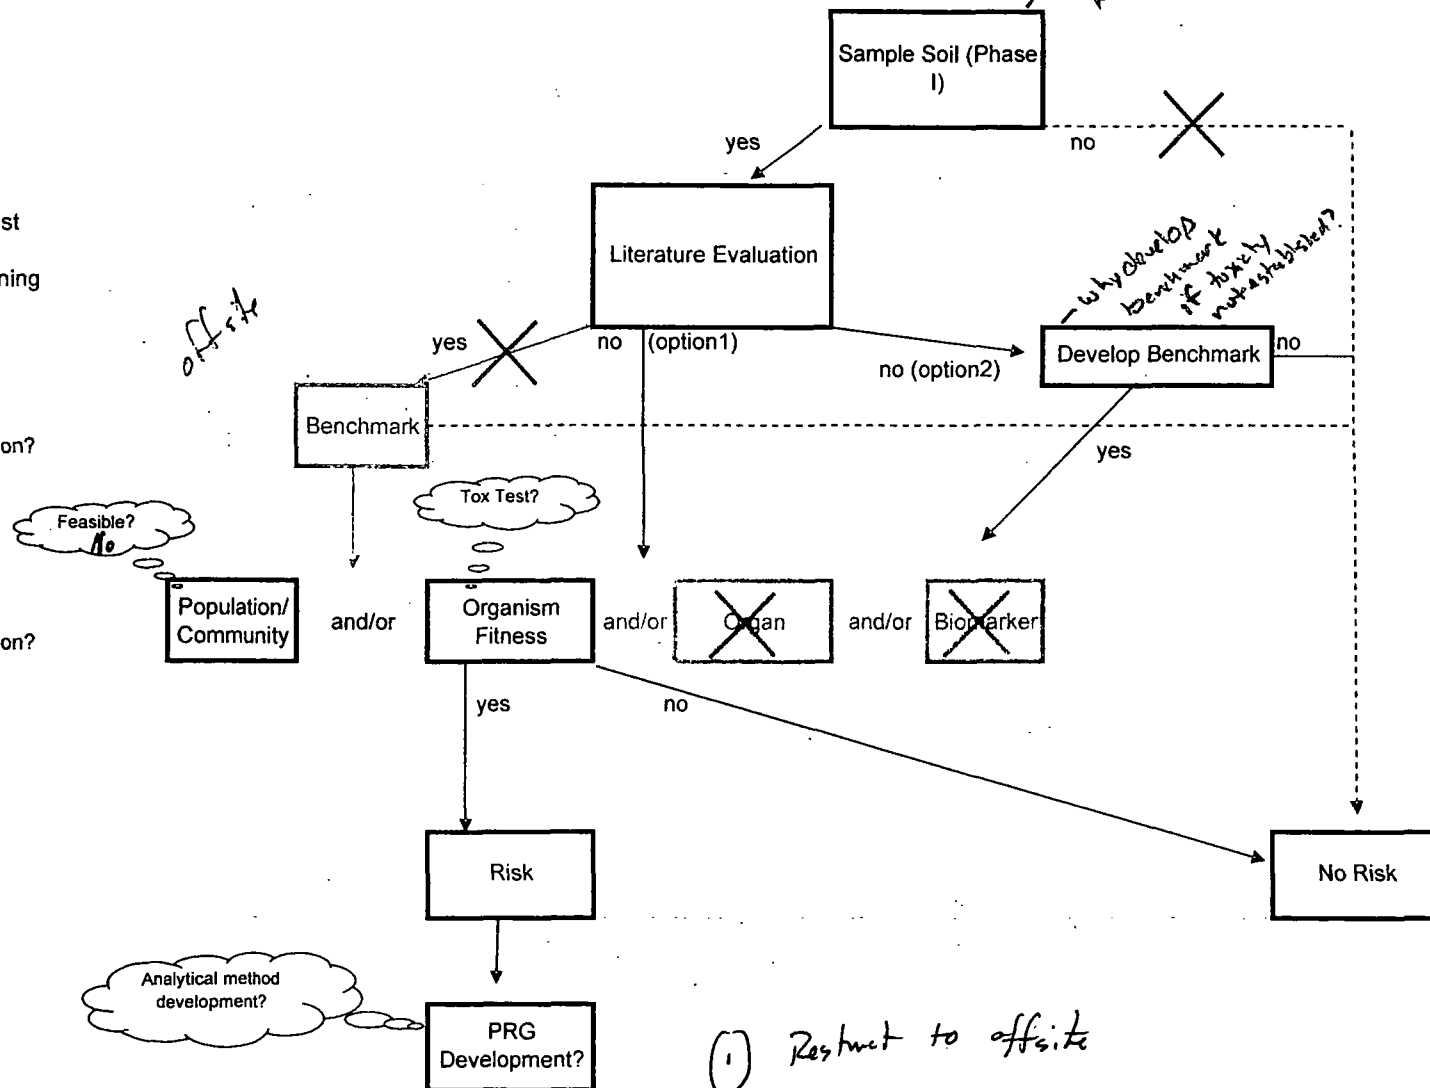 Sample Soil (Phase
I)
yes
no
st
ning
Literature Evaluation
- why develop
benchmark
if toxicity
not established?
offsite
yes
no (option1)
no (option2)
Develop Benchmark
no
Benchmark
on?
yes
Tox Test?
Feasible?
No
Population/
Community
and/or
Organism
Fitness
and/or
Organ
and/or
Biomarker
on?
yes
no
Risk
No Risk
Analytical method
development?
PRG
Development?
1 Restrict to offsite